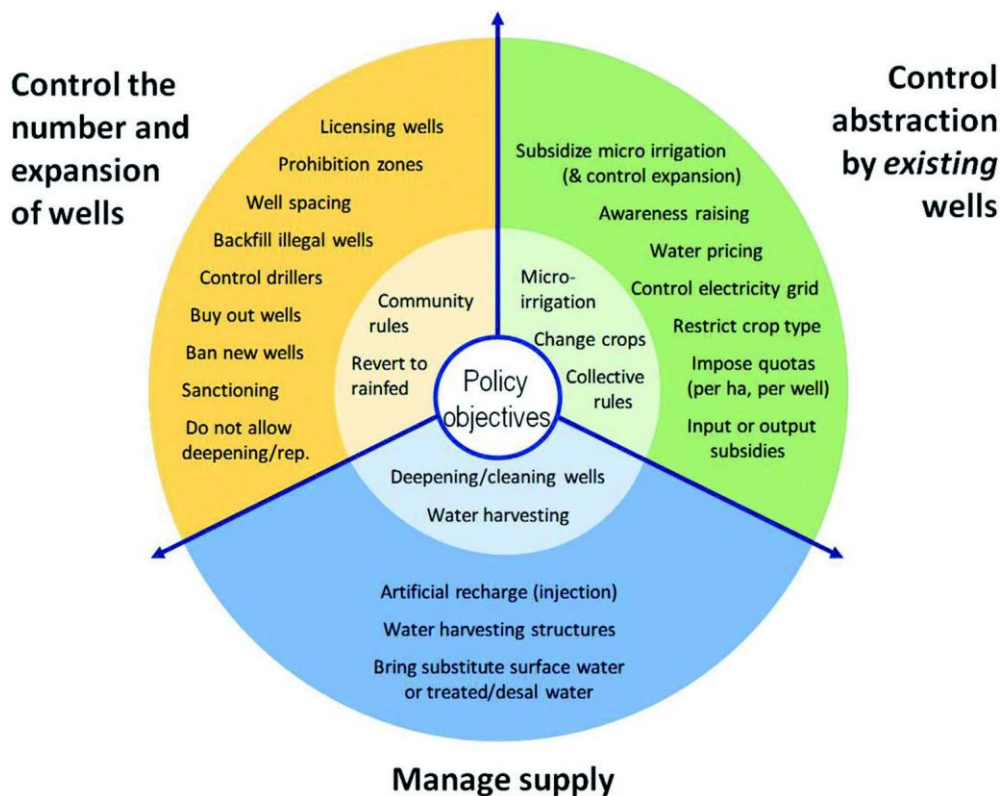 Control the
number and
expansion
of wells
Control
abstraction
by existing
wells
Licensing wells
Prohibition zones
Well spacing
Backfill illegal wells
Control drillers
Buy out wells
Ban new wells
Sanctioning
Do not allow
deepening/rep.
Community
rules
Revert to
rainfed
Subsidize micro irrigation
(& control expansion)
Awareness raising
Water pricing
Control electricity grid
Restrict crop type
Impose quotas
(per ha, per well)
Input or output
subsidies
Micro-
irrigation
Change crops
Collective
rules
Policy
objectives
Deepening/cleaning wells
Water harvesting
Artificial recharge (injection)
Water harvesting structures
Bring substitute surface water
or treated/desal water
Manage supply